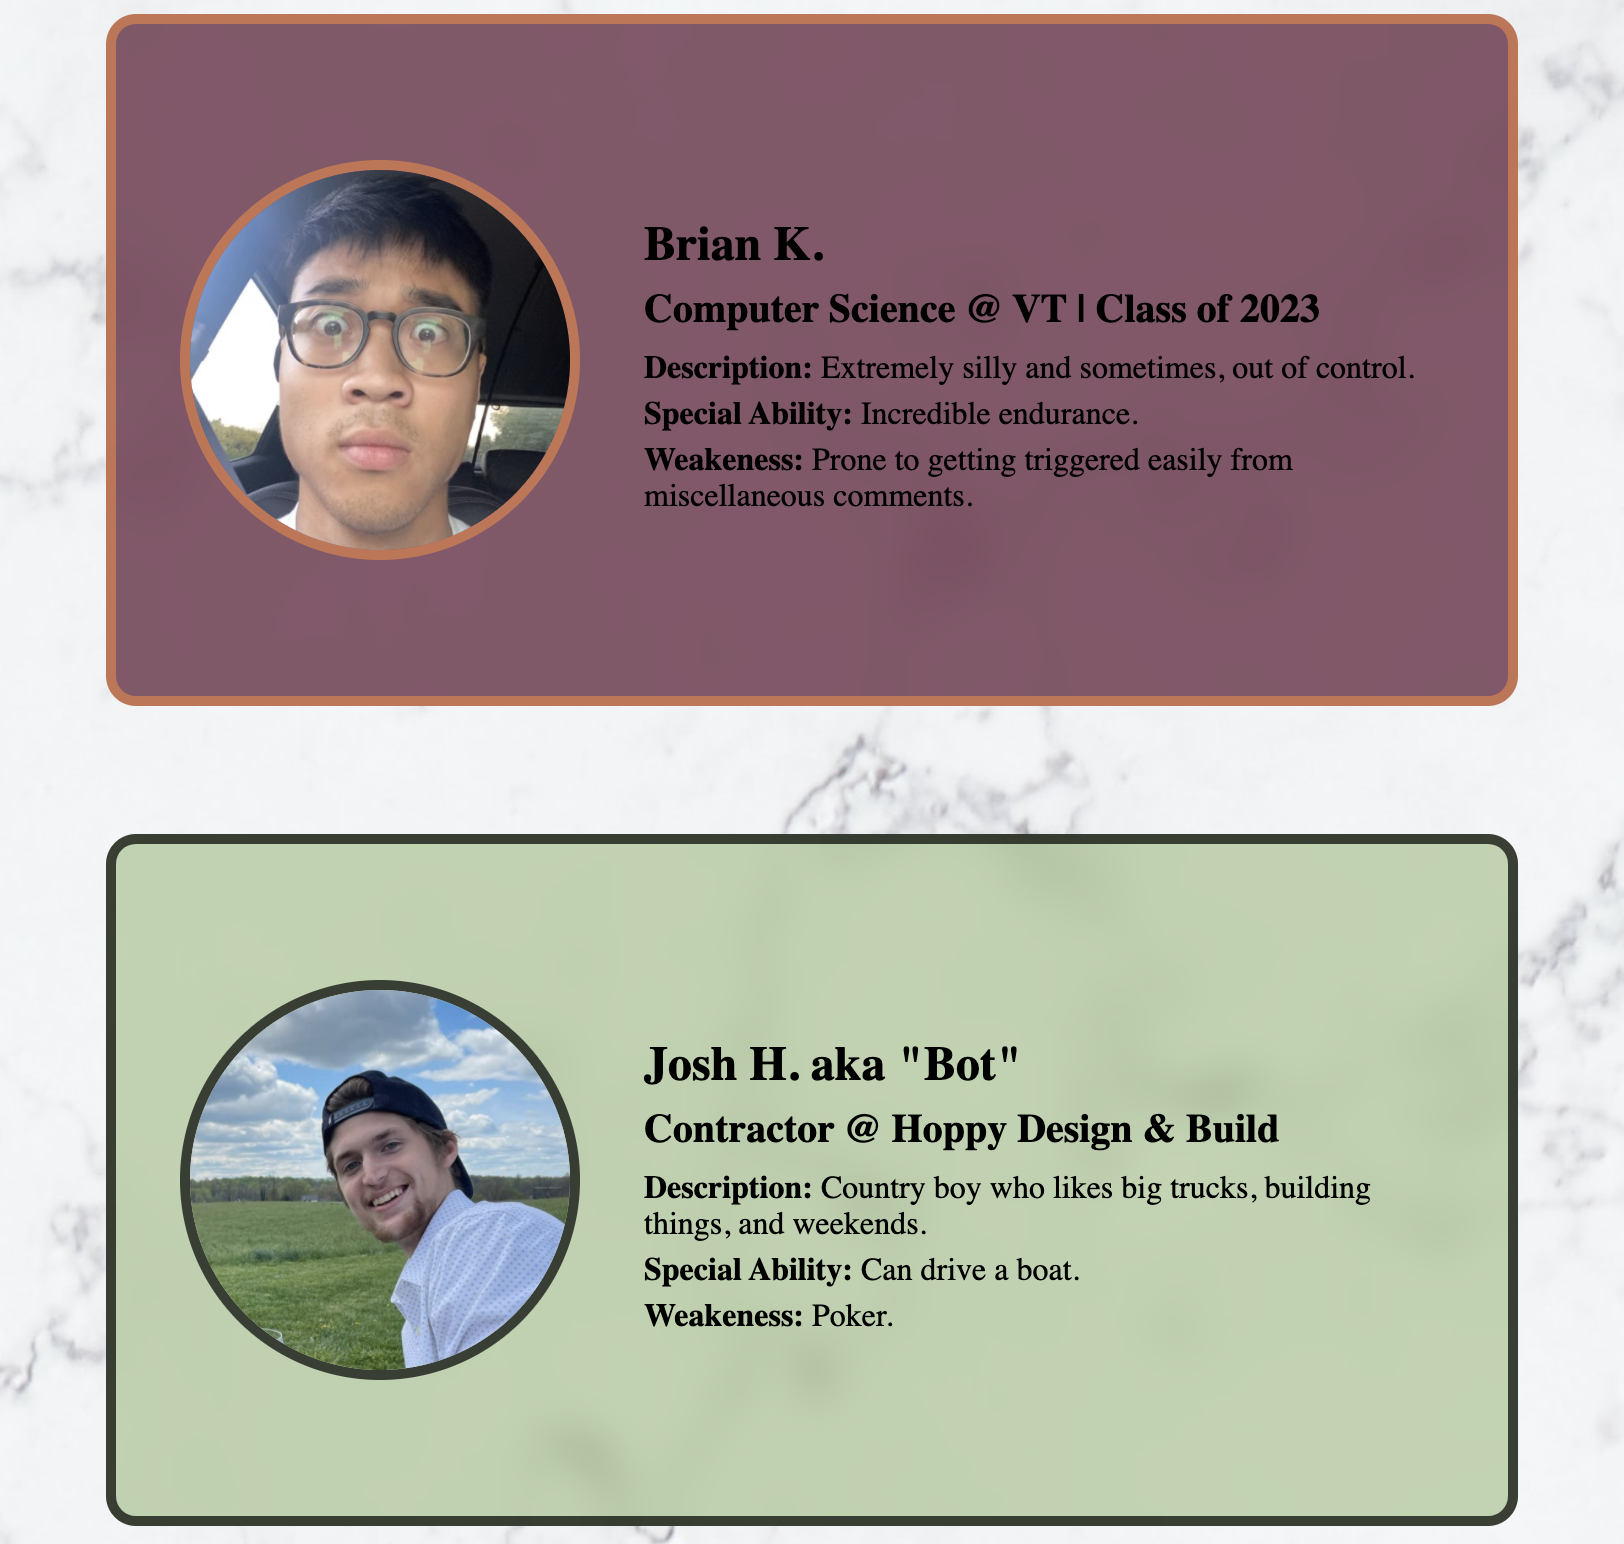 Brian K.
Computer Science @ VT | Class of 2023
Description: Extremely silly and sometimes, out of control.
Special Ability: Incredible endurance.
Weakeness: Prone to getting triggered easily from
miscellaneous comments.
Josh H. aka "Bot"
Contractor @ Hoppy Design & Build
Description: Country boy who likes big trucks, building
things, and weekends.
Special Ability: Can drive a boat.
Weakeness: Poker.